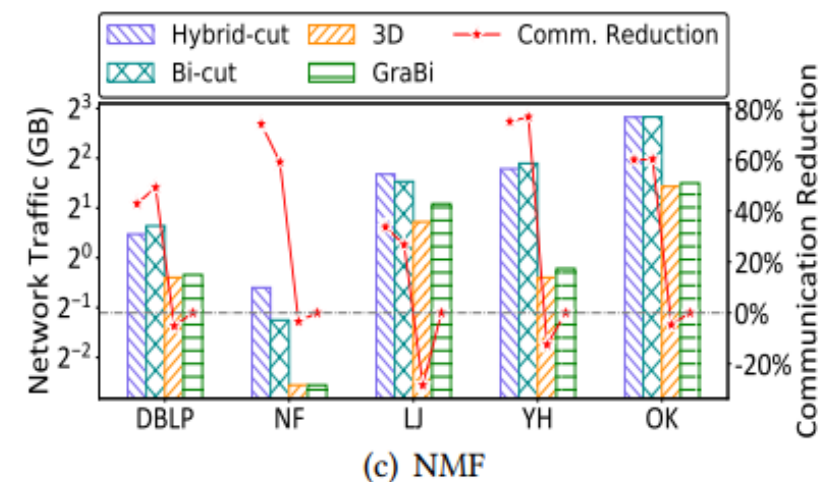 Hybrid-cut 3D Comm. Reduction
Bi-cut GraBi
Network Traffic (GB)
2^3
2^2
2^1
2^0
2^-1
2^-2
80%
60%
40%
20%
0%
-20%
Communication Reduction
DBLP NF LJ YH OK
(c) NMF